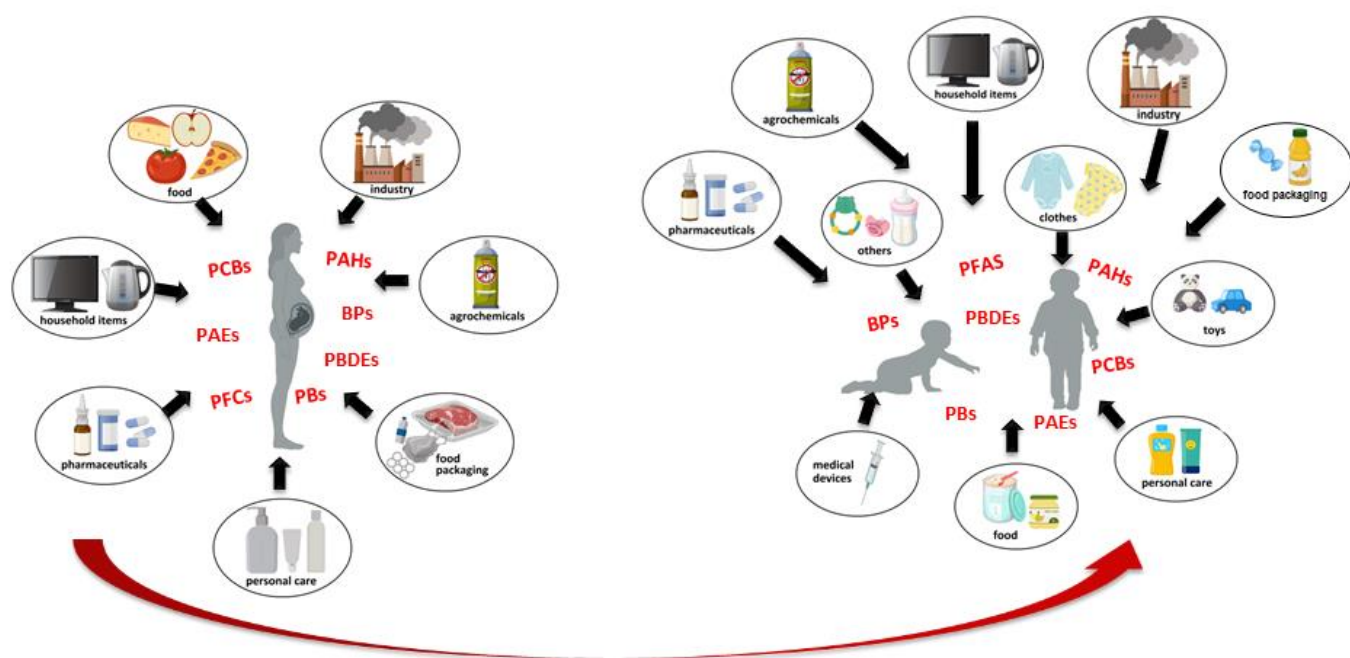 food
industry
household items
PCBs
PAHs
agrochemicals
BPs
PAEs
PBDEs
PFCs
PBs
pharmaceuticals
food
packaging
personal care
agrochemicals
household items
industry
pharmaceuticals
others
clothes
food packaging
PFAS
PAHs
BPs
PBDEs
toys
PCBs
PBs
PAEs
medical
devices
food
personal care